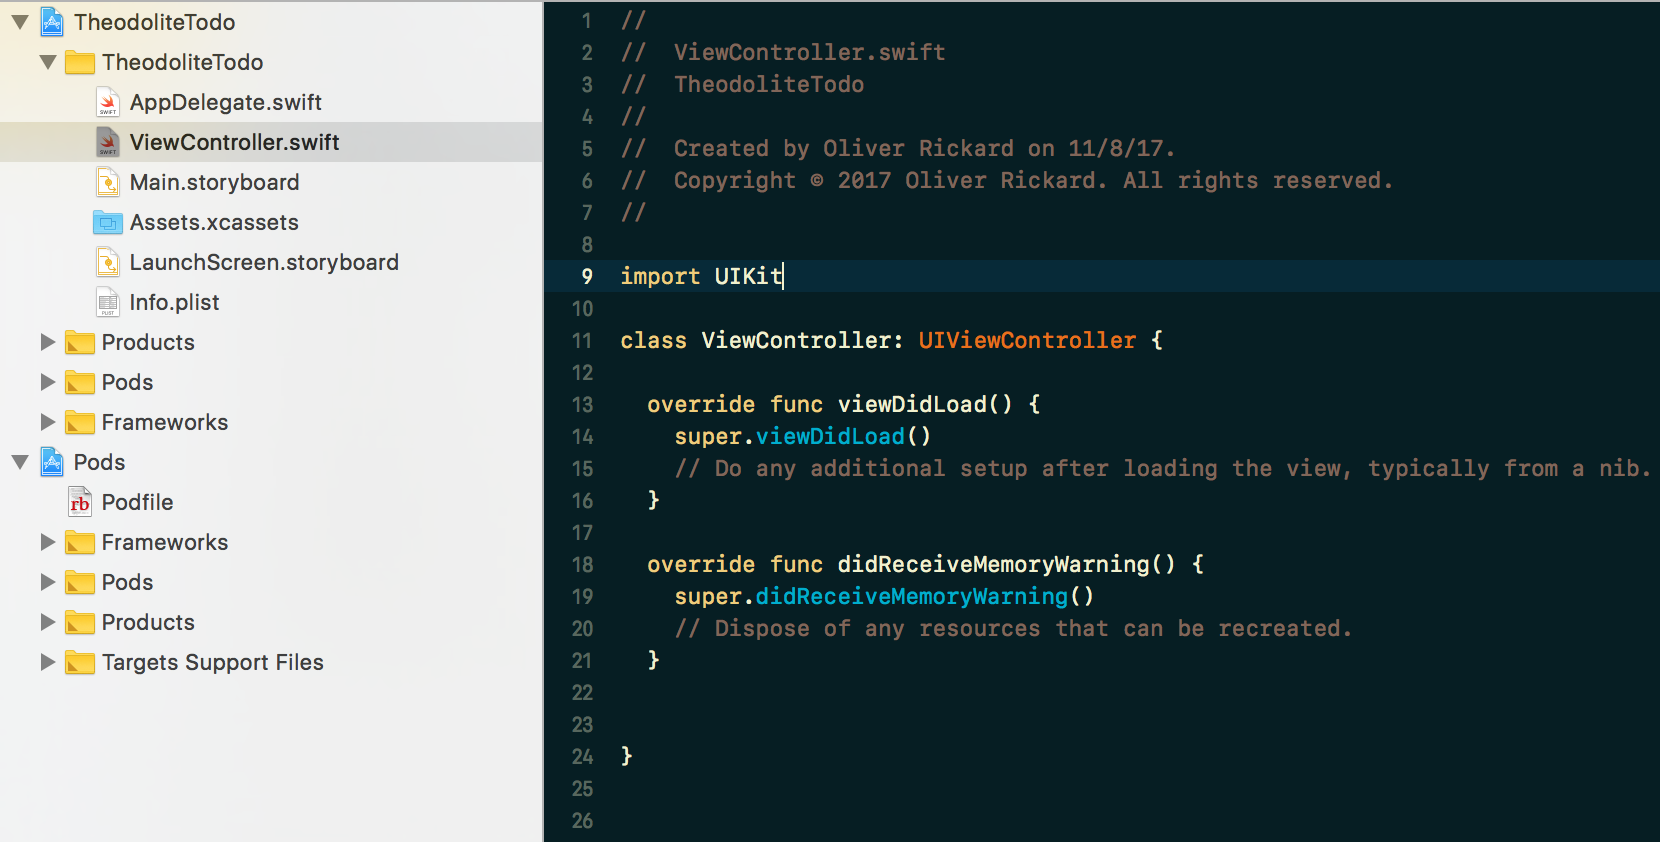 TheodoliteTodo
TheodoliteTodo
SWIFT
AppDelegate.swift
SWIFT
ViewController.swift
Main.storyboard
Assets.xcassets
LaunchScreen.storyboard
PLIST
Info.plist
Products
Pods
Frameworks
Pods
rb
Podfile
Frameworks
Pods
Products
Targets Support Files
1 //
2 //  ViewController.swift
3 //  TheodoliteTodo
4 //
5 //  Created by Oliver Rickard on 11/8/17.
6 //  Copyright © 2017 Oliver Rickard. All rights reserved.
7 //
8
9 import UIKit
10
11 class ViewController: UIViewController {
12
13   override func viewDidLoad() {
14     super.viewDidLoad()
15     // Do any additional setup after loading the view, typically from a nib.
16   }
17
18   override func didReceiveMemoryWarning() {
19     super.didReceiveMemoryWarning()
20     // Dispose of any resources that can be recreated.
21   }
22
23
24 }
25
26